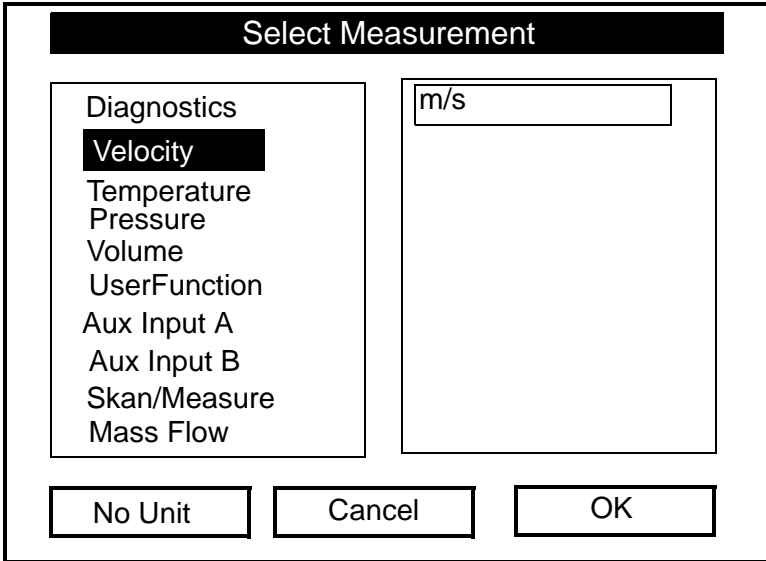 Select Measurement
Diagnostics
Velocity
Temperature
Pressure
Volume
UserFunction
Aux Input A
Aux Input B
Skan/Measure
Mass Flow
m/s
No Unit
Cancel
OK